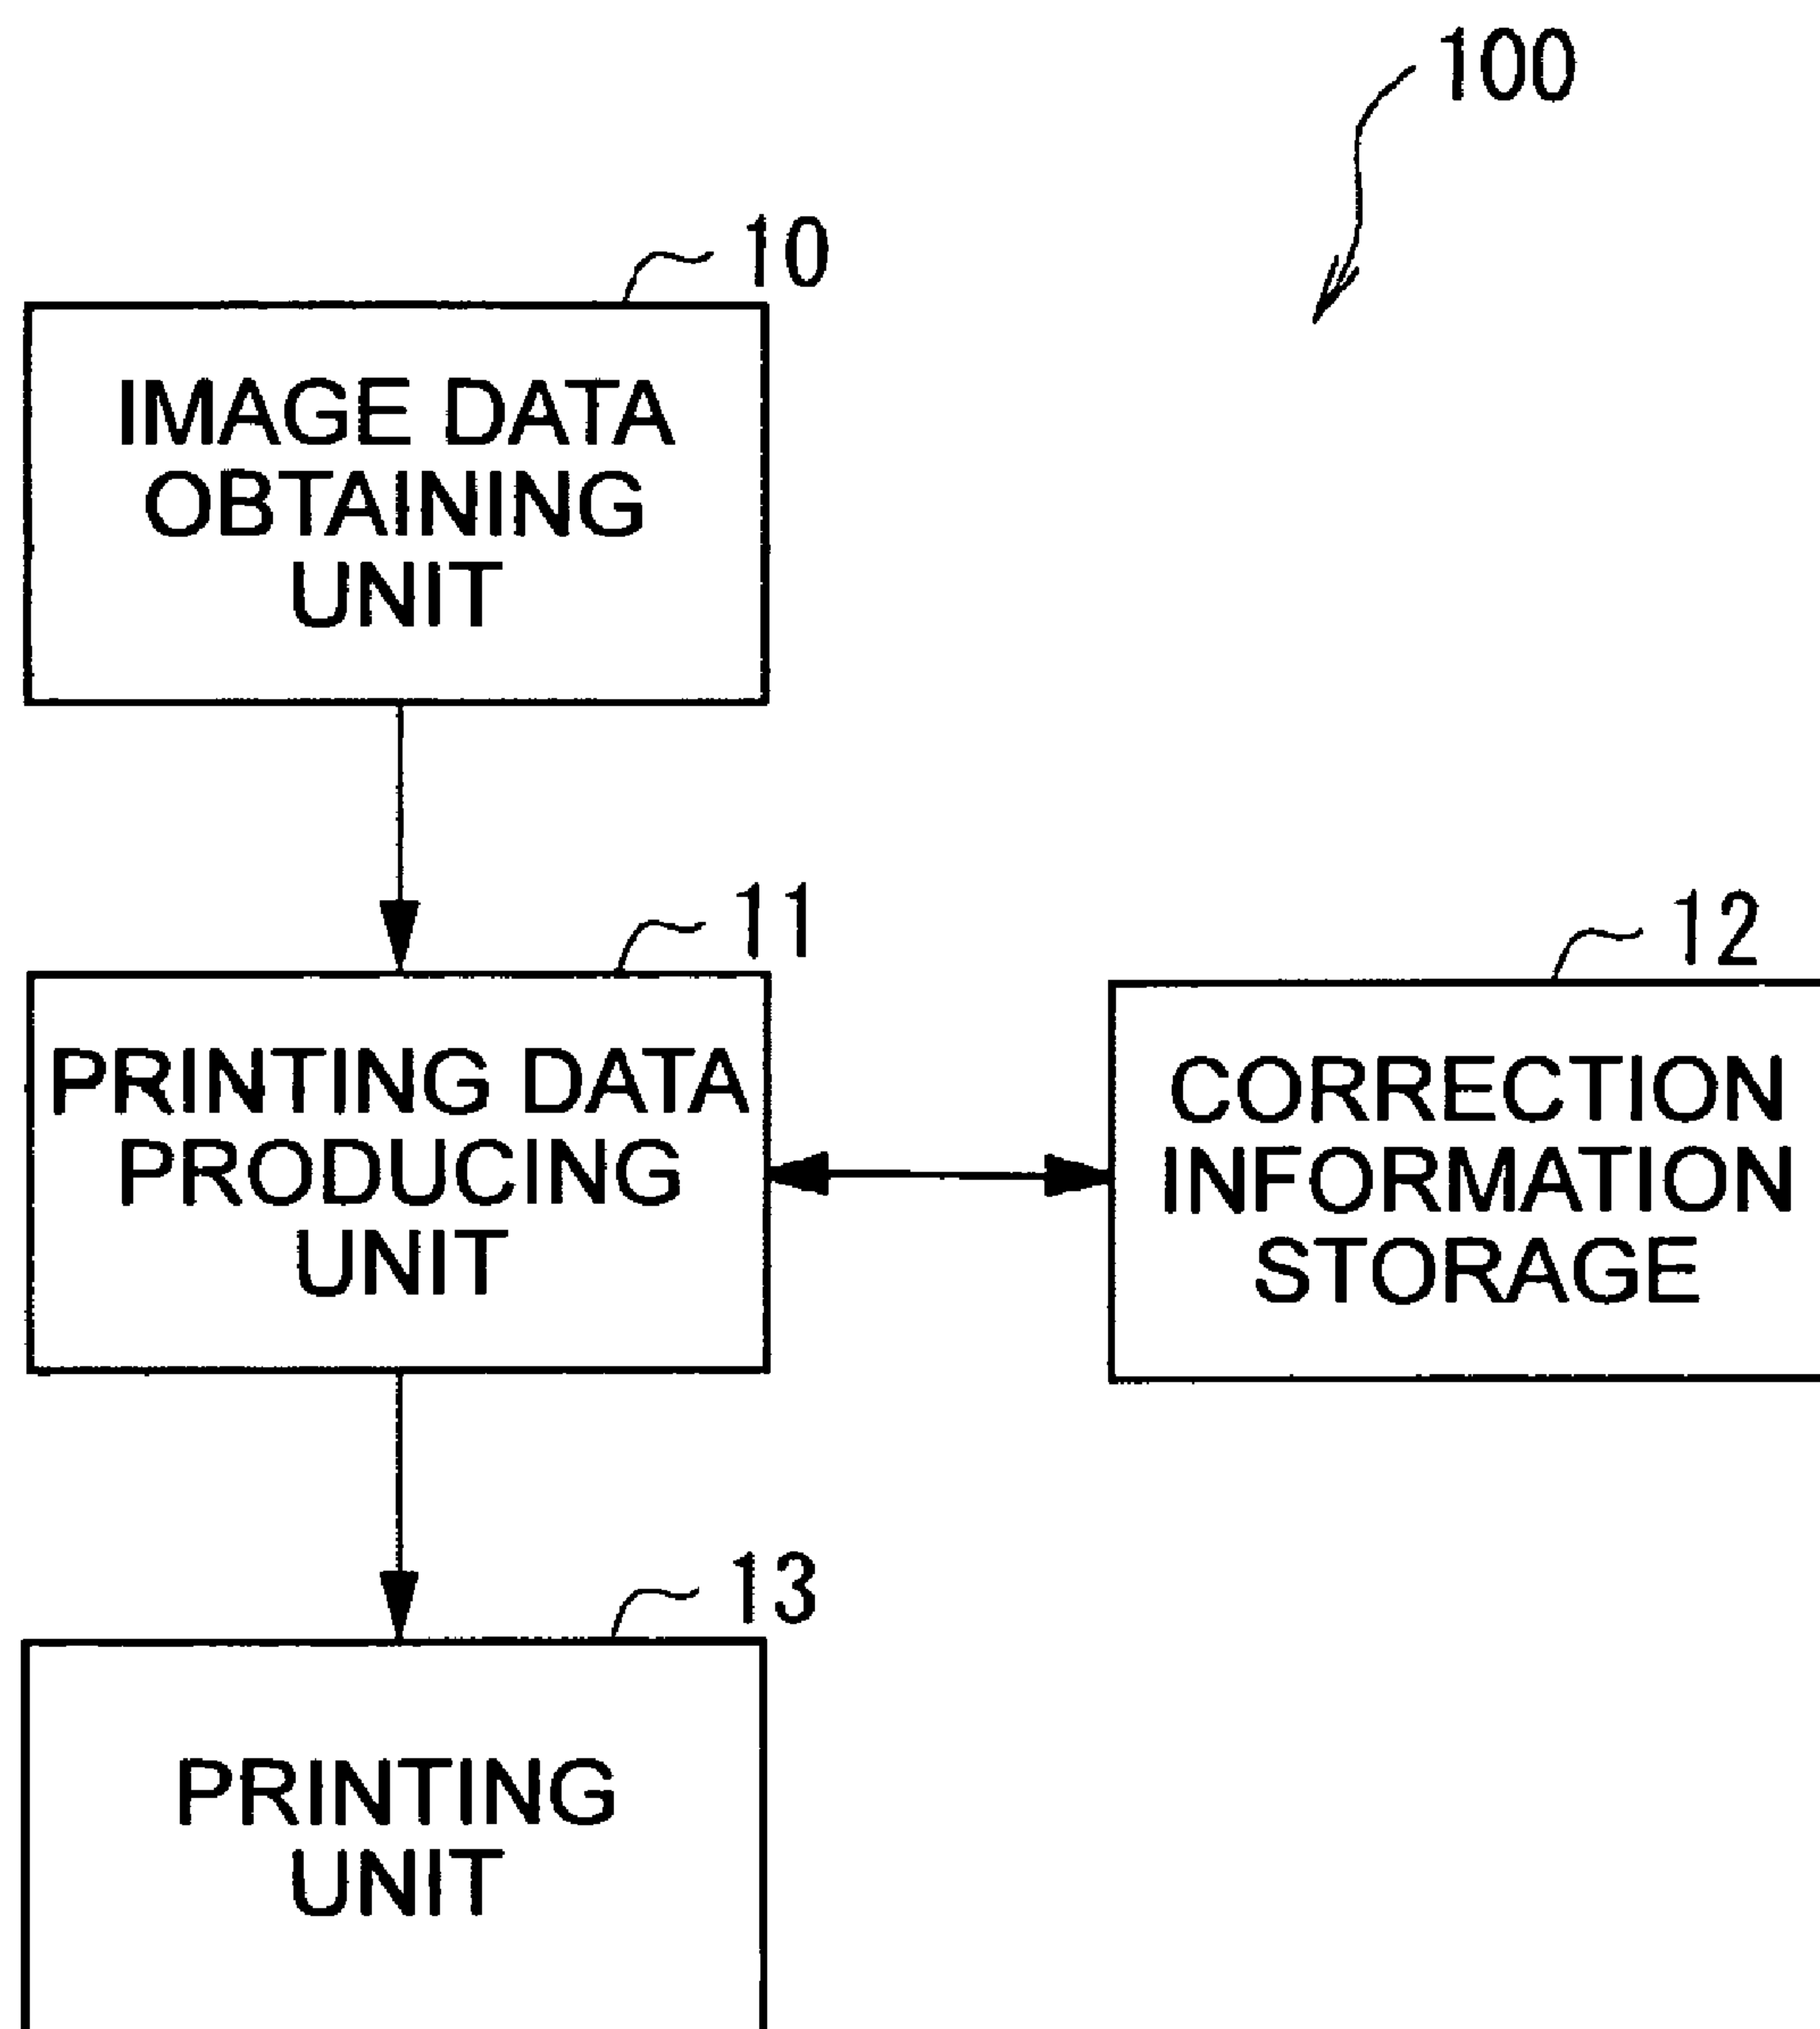 100
10
IMAGE DATA
OBTAINING
UNIT
11
PRINTING DATA
PRODUCING
UNIT
12
CORRECTION
INFORMATION
STORAGE
13
PRINTING
UNIT